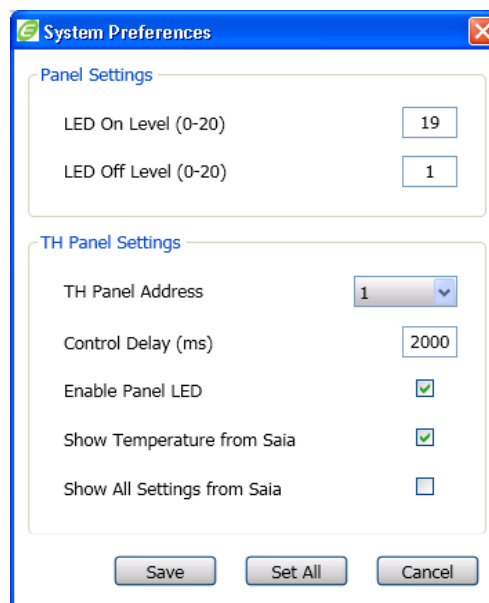 System Preferences
Panel Settings
LED On Level (0-20) 19
LED Off Level (0-20) 1
TH Panel Settings
TH Panel Address 1
Control Delay (ms) 2000
Enable Panel LED
Show Temperature from Saia
Show All Settings from Saia
Save Set All Cancel